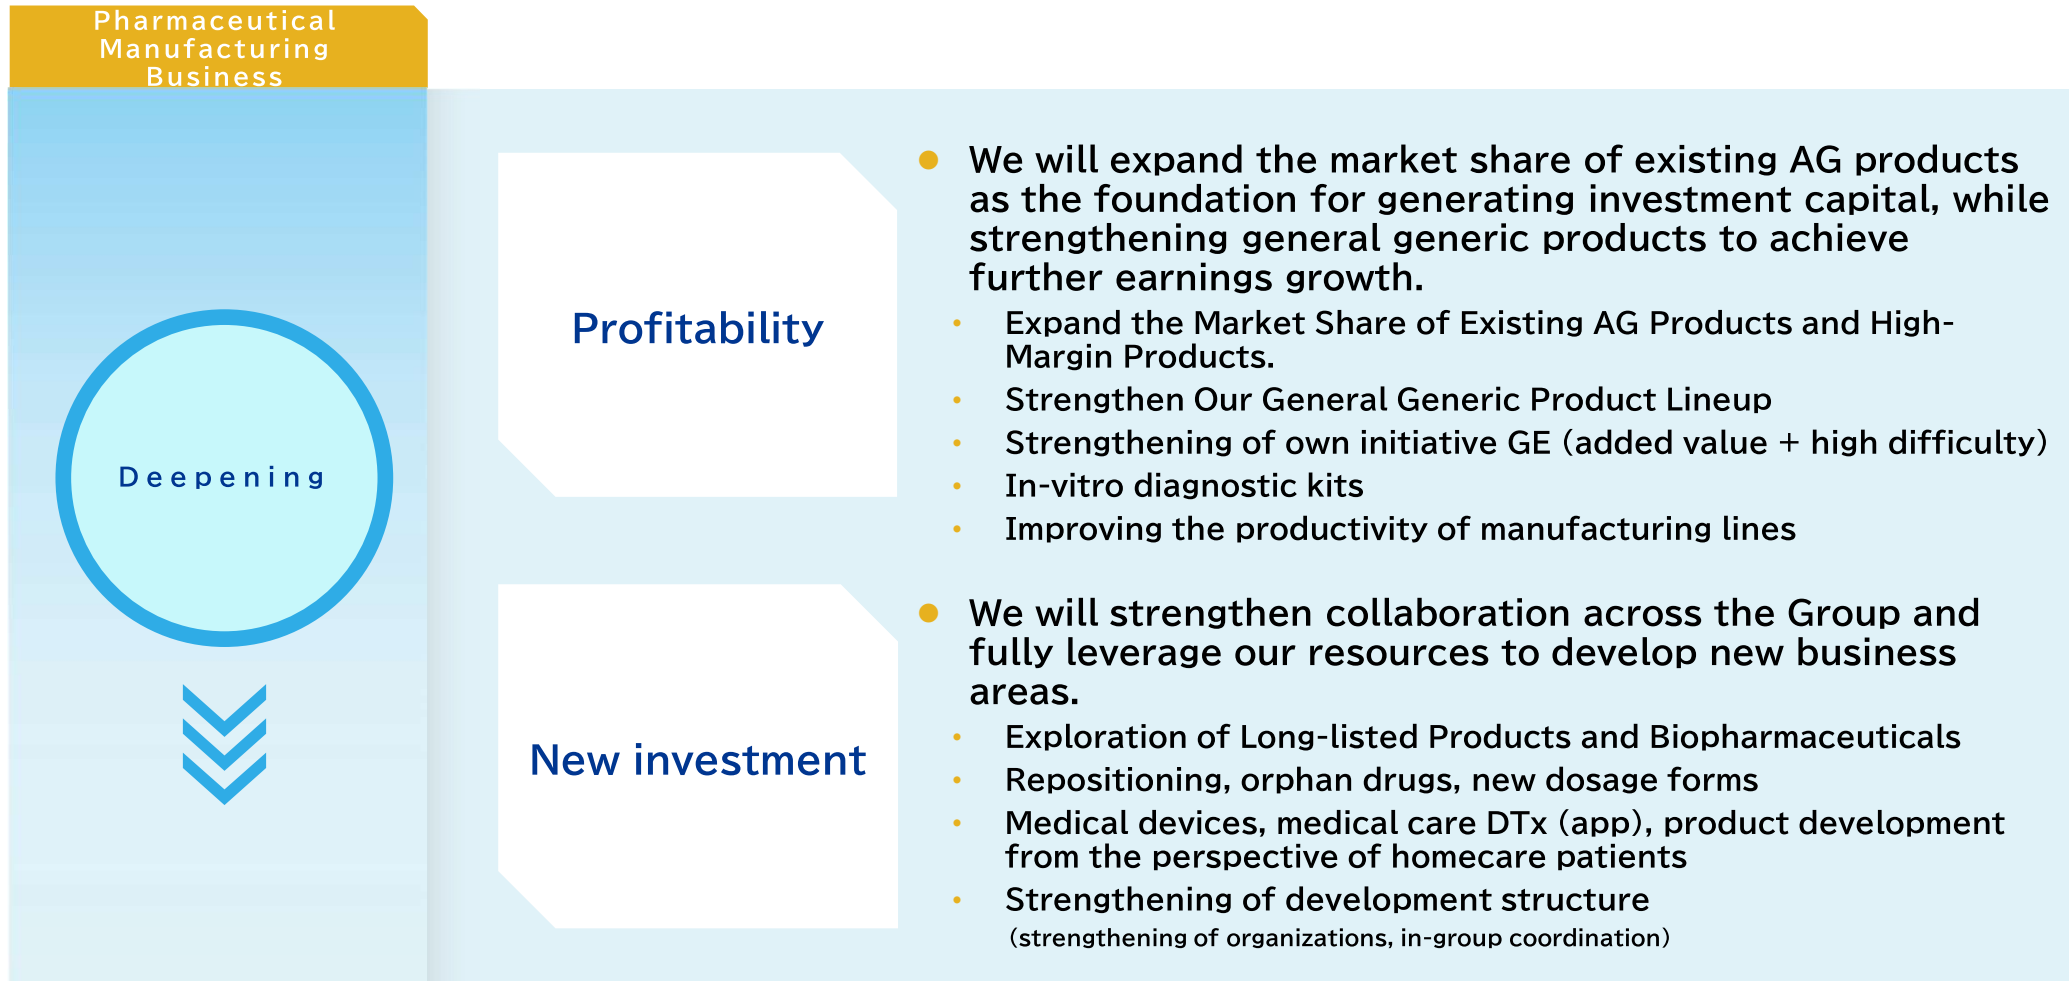 Pharmaceutical
Manufacturing
Business
Deepening
Profitability
● We will expand the market share of existing AG products
as the foundation for generating investment capital, while
strengthening general generic products to achieve
further earnings growth.
・ Expand the Market Share of Existing AG Products and High-
Margin Products.
・ Strengthen Our General Generic Product Lineup
・ Strengthening of own initiative GE (added value + high difficulty)
・ In-vitro diagnostic kits
・ Improving the productivity of manufacturing lines
New investment
● We will strengthen collaboration across the Group and
fully leverage our resources to develop new business
areas.
・ Exploration of Long-listed Products and Biopharmaceuticals
・ Repositioning, orphan drugs, new dosage forms
・ Medical devices, medical care DTx (app), product development
from the perspective of homecare patients
・ Strengthening of development structure
(strengthening of organizations, in-group coordination)